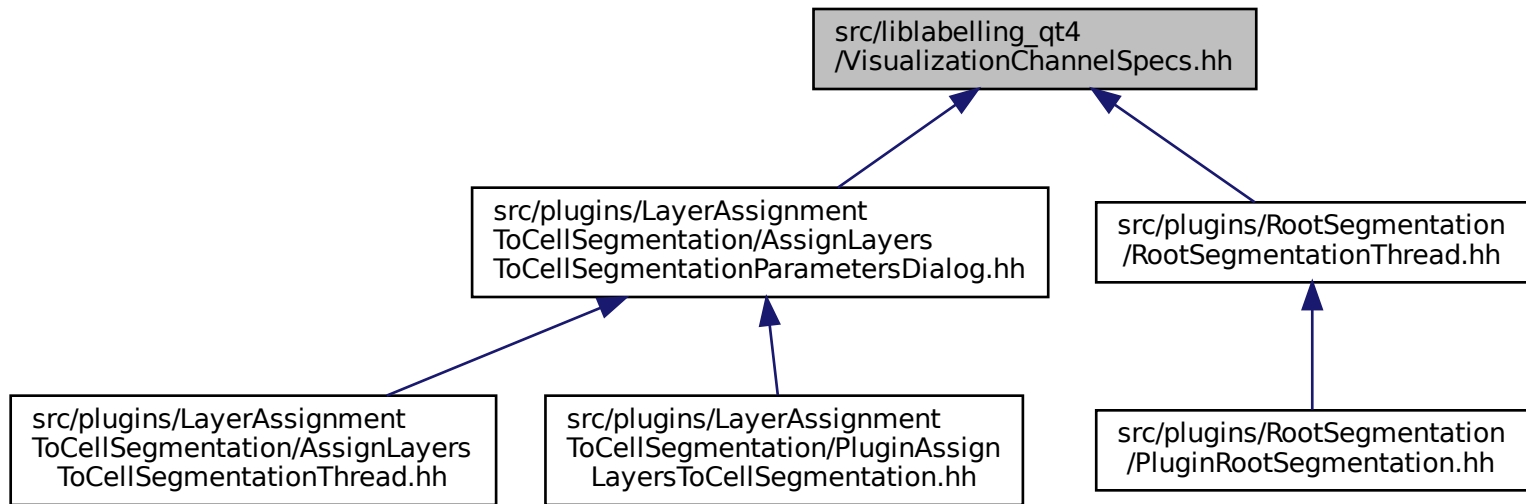 src/liblabelling_qt4
/VisualizationChannelSpecs.hh
src/plugins/LayerAssignment
ToCellSegmentation/AssignLayers
ToCellSegmentationParametersDialog.hh
src/plugins/RootSegmentation
/RootSegmentationThread.hh
src/plugins/LayerAssignment
ToCellSegmentation/AssignLayers
ToCellSegmentationThread.hh
src/plugins/LayerAssignment
ToCellSegmentation/PluginAssign
LayersToCellSegmentation.hh
src/plugins/RootSegmentation
/PluginRootSegmentation.hh